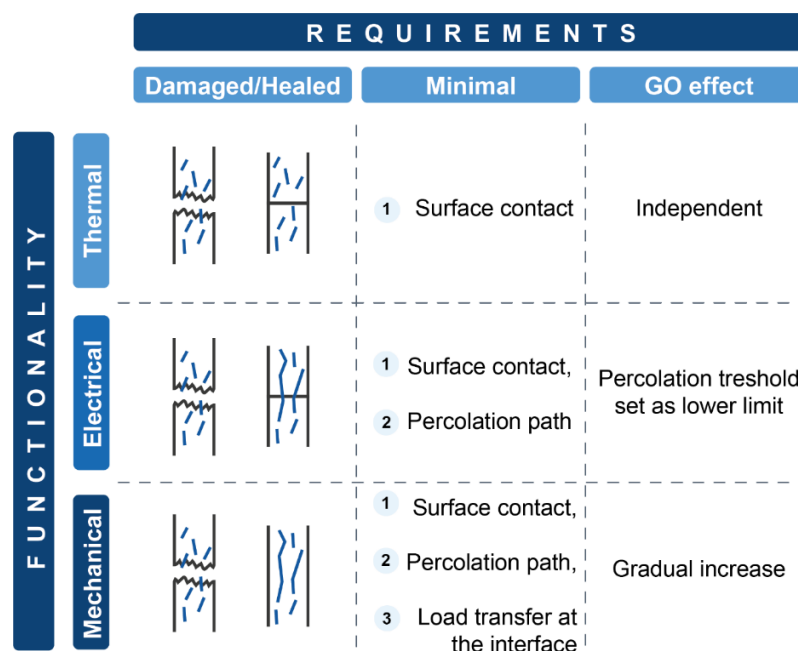 REQUIREMENTS
Damaged/Healed
Minimal
GO effect
FUNCTIONALITY
Thermal
1 Surface contact
Independent
Electrical
1 Surface contact,
2 Percolation path
Percolation treshold
set as lower limit
Mechanical
1 Surface contact,
2 Percolation path,
3 Load transfer at
the interface
Gradual increase